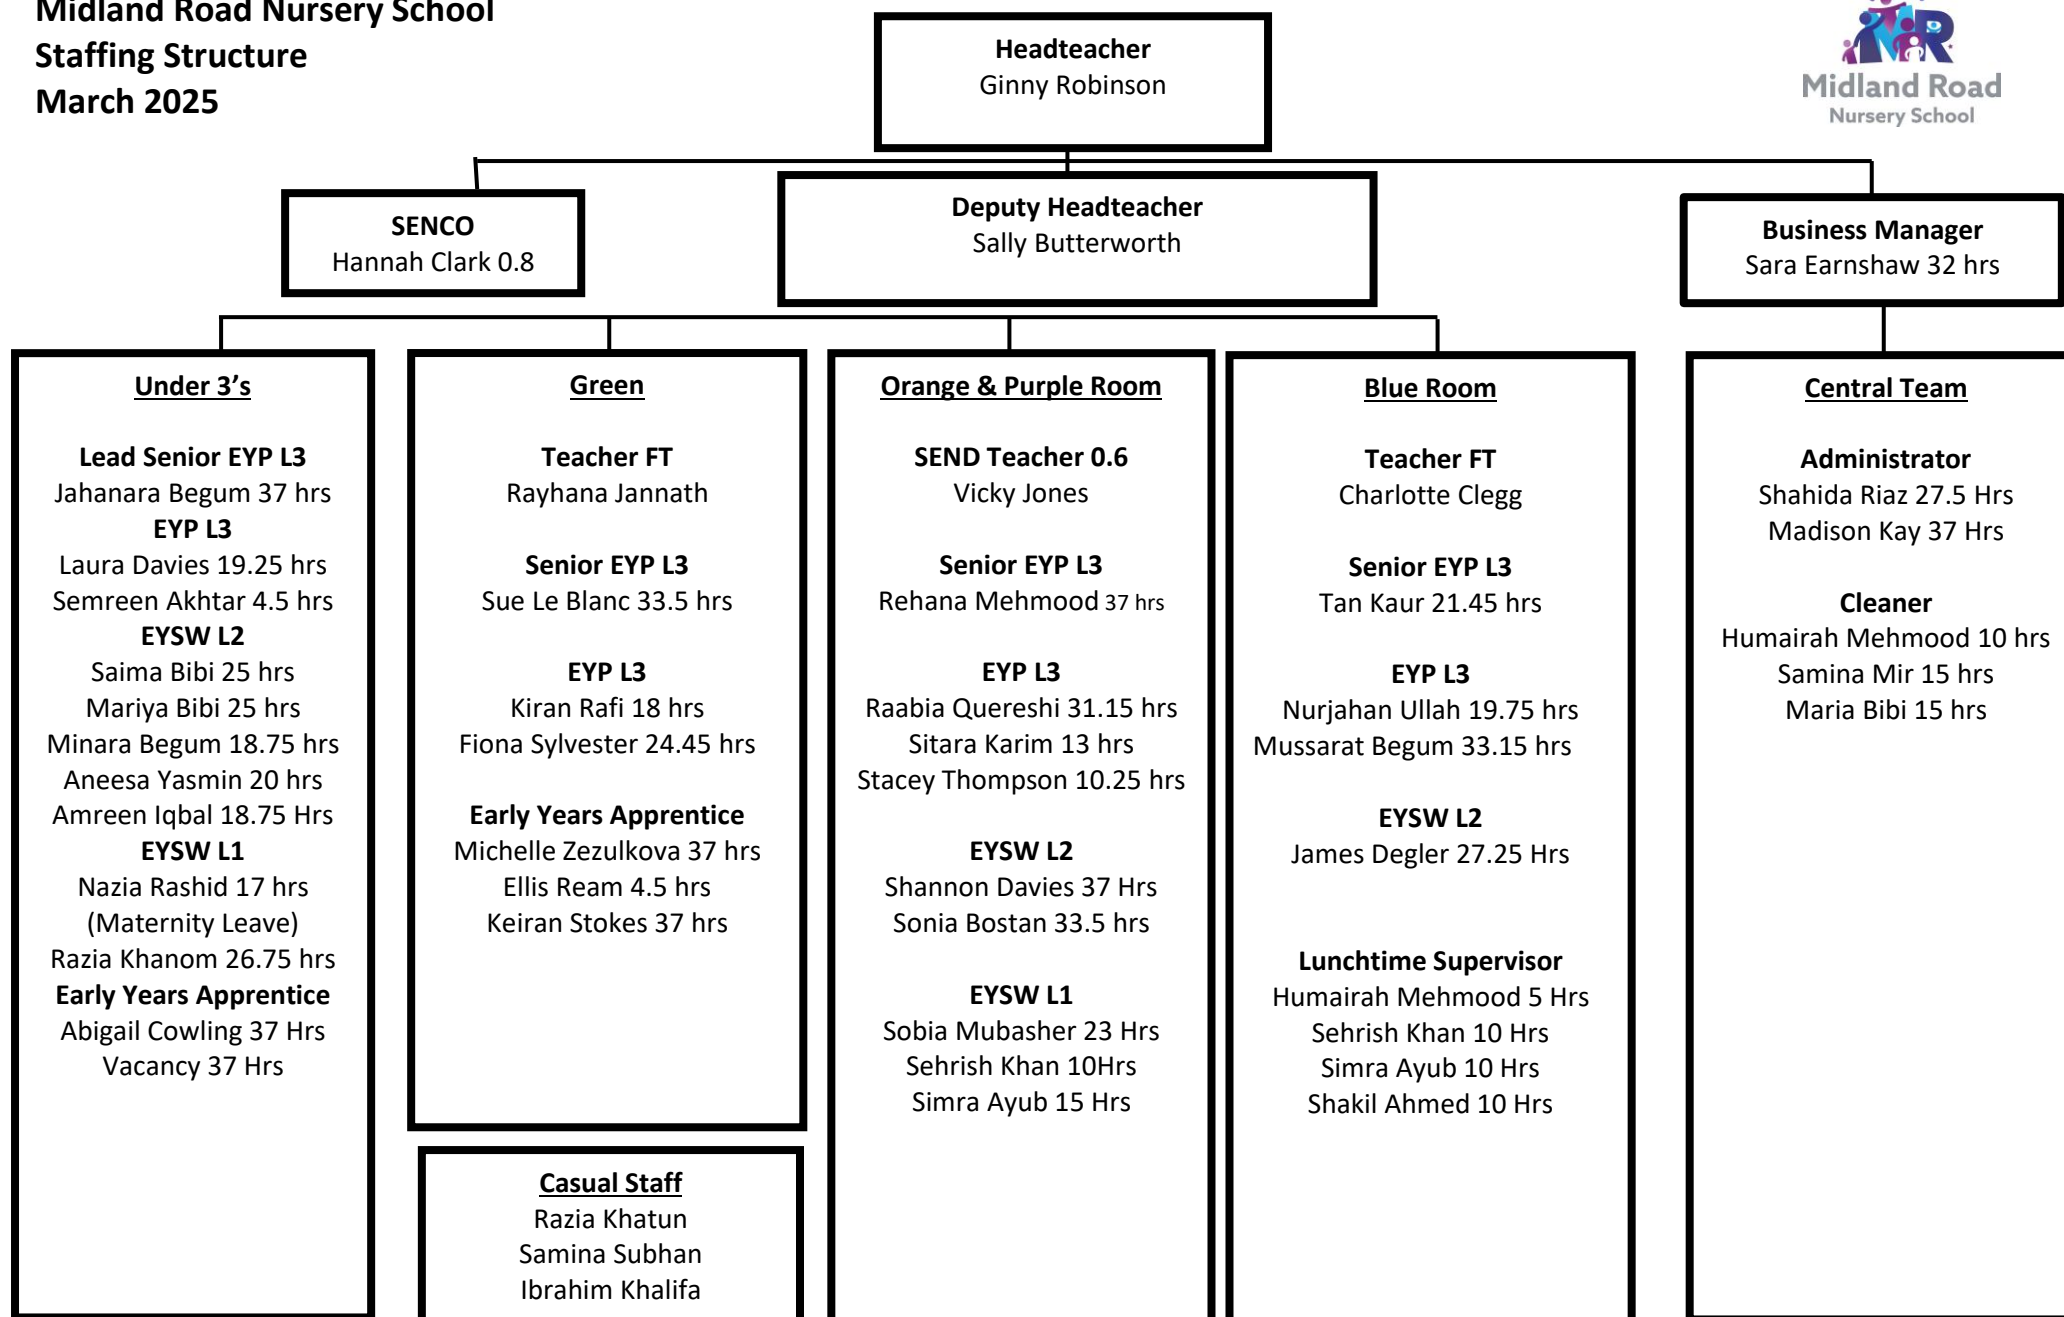 Midland Road Nursery School
Staffing Structure
March 2025
Headteacher
Ginny Robinson
MR
Midland Road
Nursery School
SENCO
Hannah Clark 0.8
Deputy Headteacher
Sally Butterworth
Business Manager
Sara Earnshaw 32 hrs
Under 3’s
Lead Senior EYP L3
Jahanara Begum 37 hrs
EYP L3
Laura Davies 19.25 hrs
Semreen Akhtar 4.5 hrs
EYSW L2
Saima Bibi 25 hrs
Mariya Bibi 25 hrs
Minara Begum 18.75 hrs
Aneesa Yasmin 20 hrs
Amreen Iqbal 18.75 Hrs
EYSW L1
Nazia Rashid 17 hrs
(Maternity Leave)
Razia Khanom 26.75 hrs
Early Years Apprentice
Abigail Cowling 37 Hrs
Vacancy 37 Hrs
Green
Teacher FT
Rayhana Jannath
Senior EYP L3
Sue Le Blanc 33.5 hrs
EYP L3
Kiran Rafi 18 hrs
Fiona Sylvester 24.45 hrs
Early Years Apprentice
Michelle Zezulkova 37 hrs
Ellis Ream 4.5 hrs
Keiran Stokes 37 hrs
Casual Staff
Razia Khatun
Samina Subhan
Ibrahim Khalifa
Orange & Purple Room
SEND Teacher 0.6
Vicky Jones
Senior EYP L3
Rehana Mehmood 37 hrs
EYP L3
Raabia Quereshi 31.15 hrs
Sitara Karim 13 hrs
Stacey Thompson 10.25 hrs
EYSW L2
Shannon Davies 37 Hrs
Sonia Bostan 33.5 hrs
EYSW L1
Sobia Mubasher 23 Hrs
Sehrish Khan 10Hrs
Simra Ayub 15 Hrs
Blue Room
Teacher FT
Charlotte Clegg
Senior EYP L3
Tan Kaur 21.45 hrs
EYP L3
Nurjahan Ullah 19.75 hrs
Mussarat Begum 33.15 hrs
EYSW L2
James Degler 27.25 Hrs
Lunchtime Supervisor
Humairah Mehmood 5 Hrs
Sehrish Khan 10 Hrs
Simra Ayub 10 Hrs
Shakil Ahmed 10 Hrs
Central Team
Administrator
Shahida Riaz 27.5 Hrs
Madison Kay 37 Hrs
Cleaner
Humairah Mehmood 10 hrs
Samina Mir 15 hrs
Maria Bibi 15 hrs